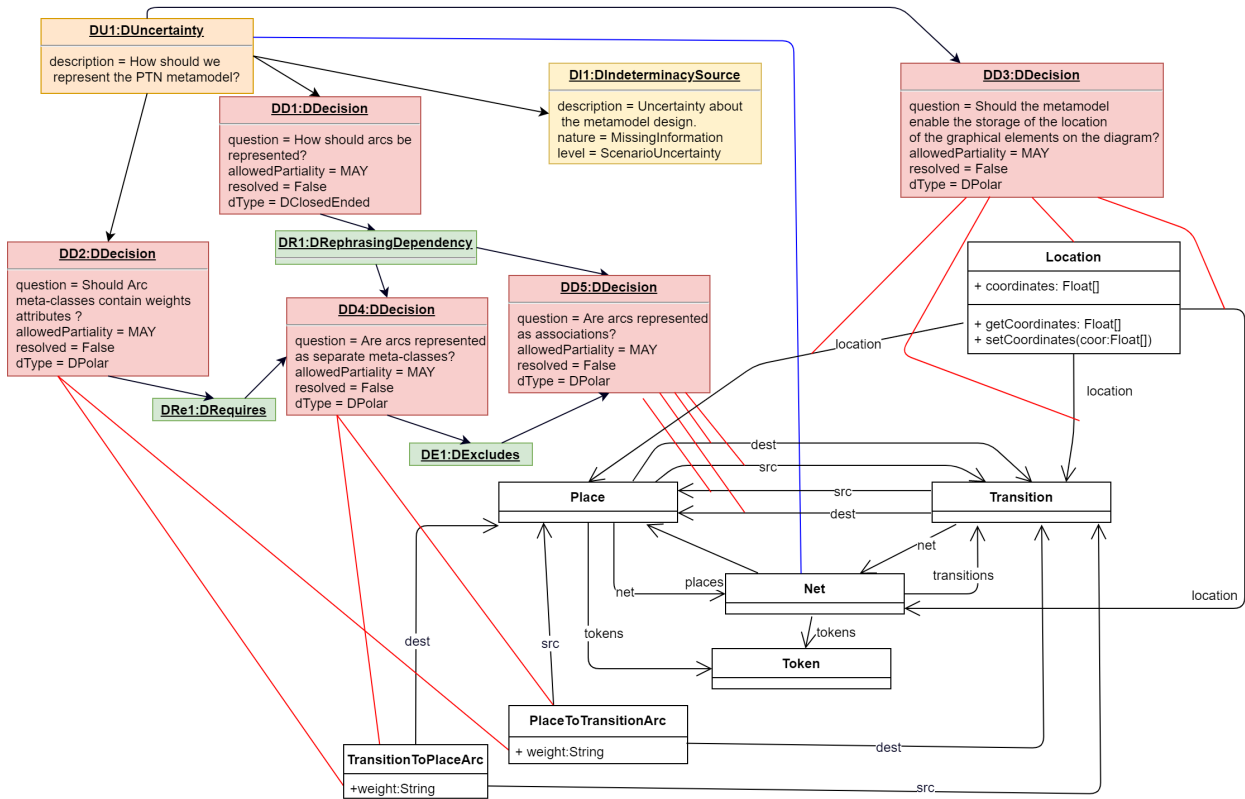 DU1:DUncertainty
description = How should we
represent the PTN metamodel?
DI1:DIndeterminacySource
description = Uncertainty about
the metamodel design.
nature = MissingInformation
level = ScenarioUncertainty
DD3:DDecision
question = Should the metamodel
enable the storage of the location
of the graphical elements on the diagram?
allowedPartiality = MAY
resolved = False
dType = DPolar
DD1:DDecision
question = How should arcs be
represented?
allowedPartiality = MAY
resolved = False
dType = DClosedEnded
DR1:DRephrasingDependency
DD2:DDecision
question = Should Arc
meta-classes contain weights
attributes ?
allowedPartiality = MAY
resolved = False
dType = DPolar
DD4:DDecision
question = Are arcs represented
as separate meta-classes?
allowedPartiality = MAY
resolved = False
dType = DPolar
DD5:DDecision
question = Are arcs represented
as associations?
allowedPartiality = MAY
resolved = False
dType = DPolar
Location
+ coordinates: Float[]
+ getCoordinates: Float[]
+ setCoordinates(coor:Float[])
location
location
DRe1:DRequires
DE1:DExcludes
dest
src
Place
src
dest
Transition
net
places
net
transitions
Net
location
tokens
tokens
Token
dest
src
PlaceToTransitionArc
+ weight:String
dest
TransitionToPlaceArc
+weight:String
src